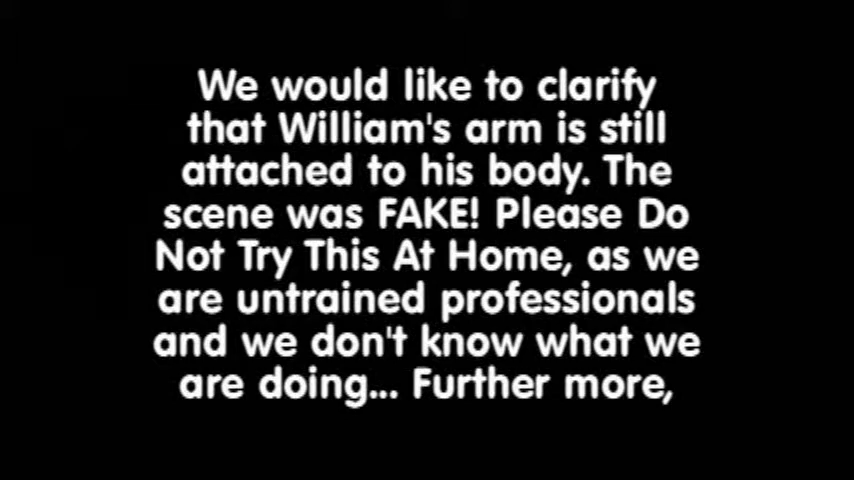 We would like to clarify
that William's arm is still
attached to his body. The
scene was FAKE! Please Do
Not Try This At Home, as we
are untrained professionals
and we don't know what we
are doing... Further more,